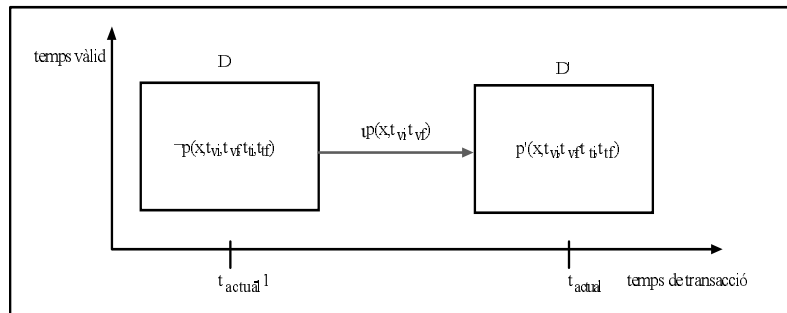 temps vàlid
D
D'
¬p(x,tvi,tvf,tti,ttf)
ιp(x,tvi,tvf)
p'(x,tvi,tvf,tti,ttf)
tactual-1
tactual
temps de transacció